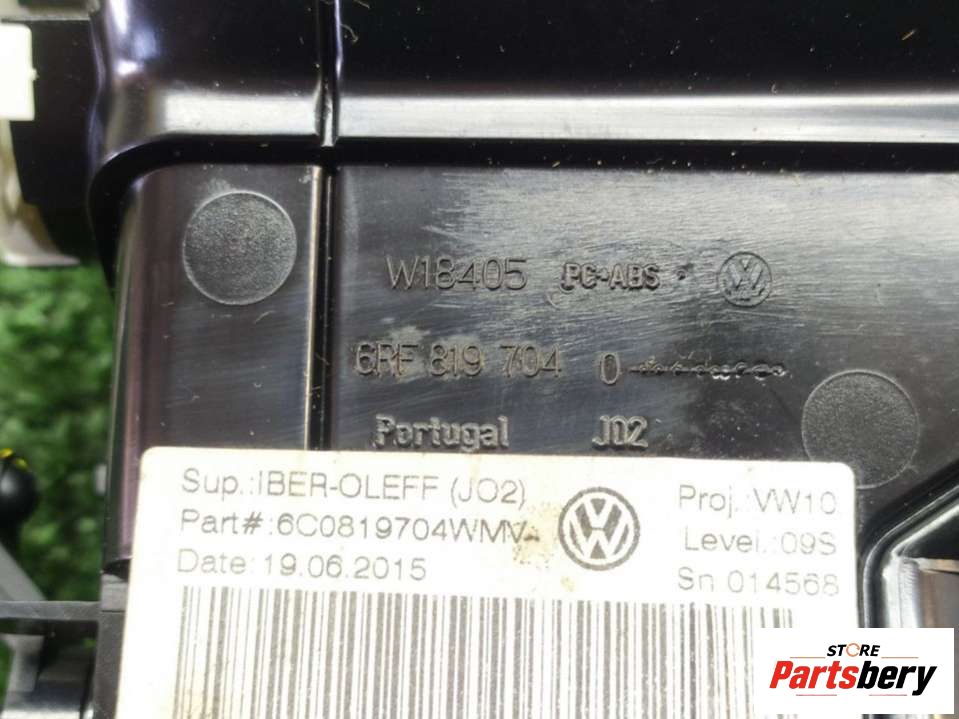 W18405 PC-ABS
6RF 819 704 0
Portugal J02
Sup.:IBER-OLEFF (JO2)
Part#:6C0819704WMV
Date:19.06.2015
Proj.:VW10
Level.:09S
Sn.014568
STORE
Partsbery